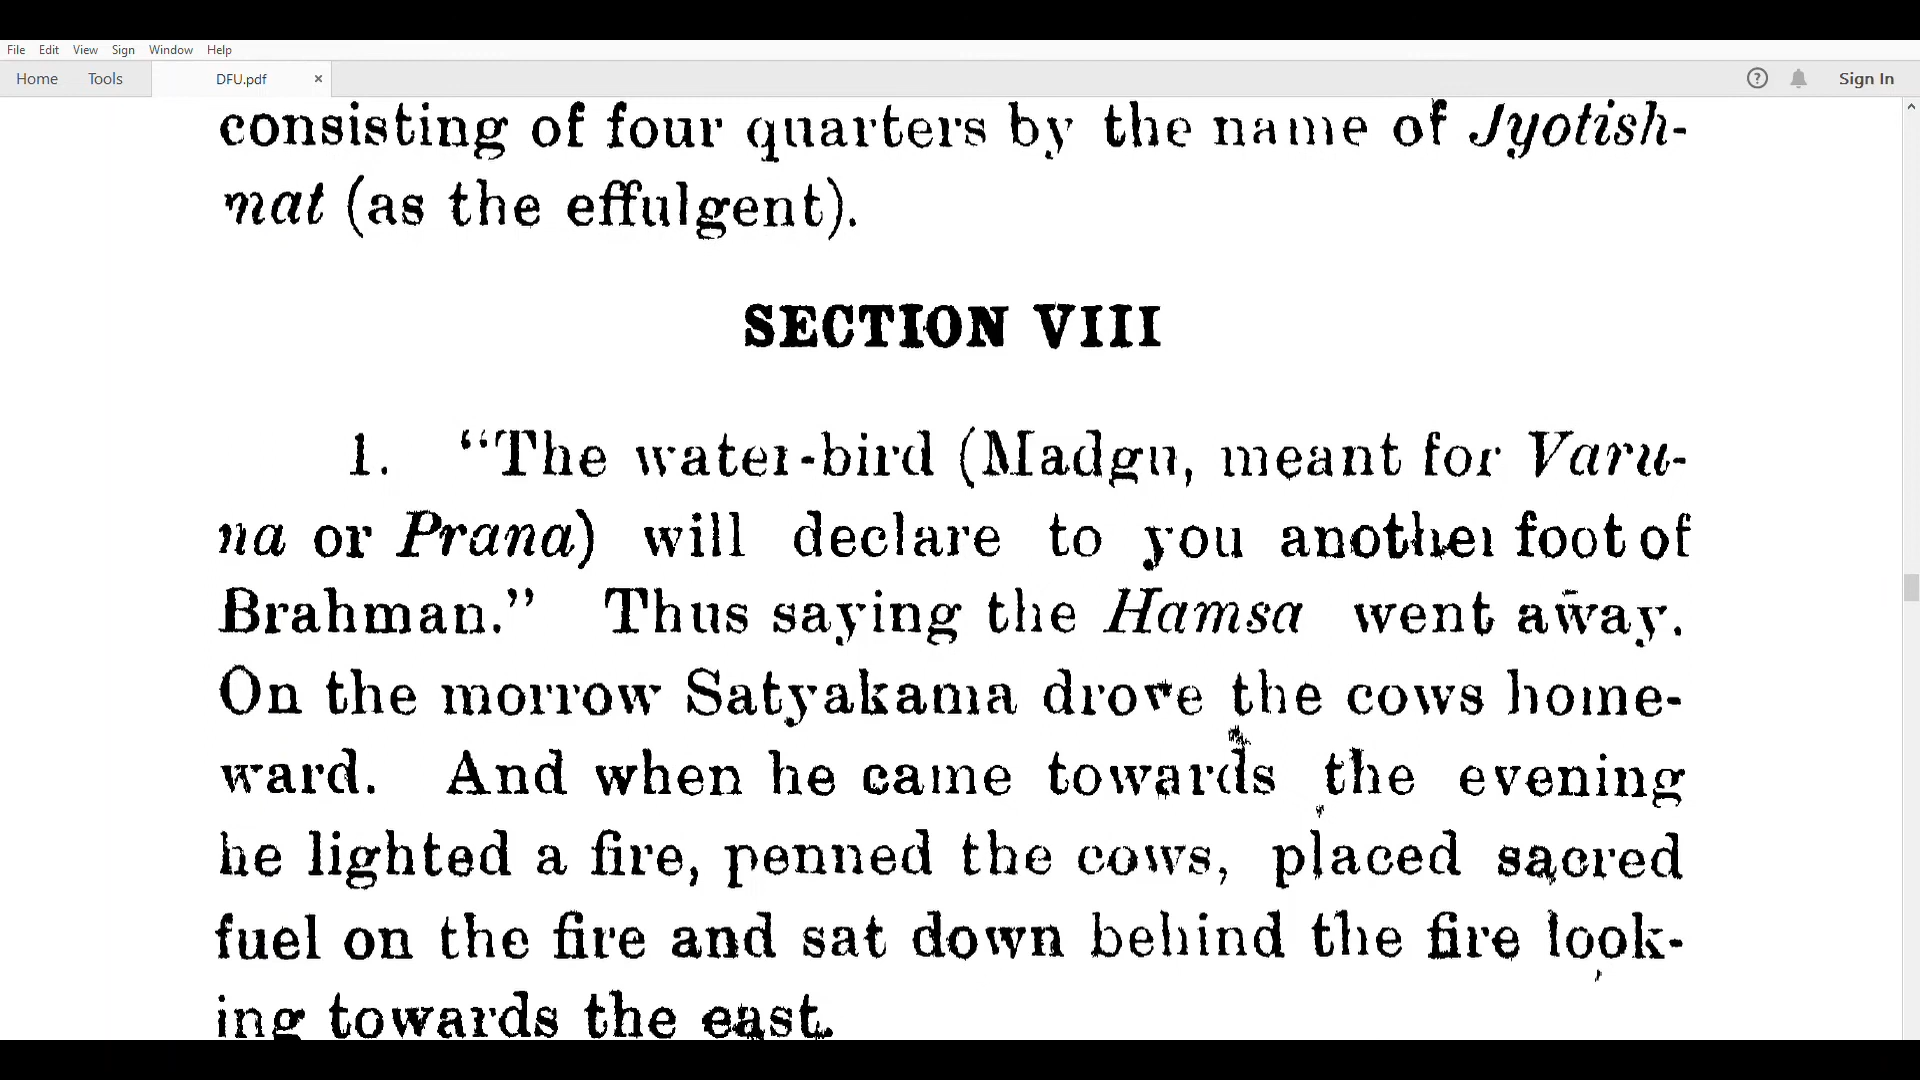 File Edit View Sign Window Help
Home Tools DFU.pdf × Sign In
consisting of four quarters by the name of Jyotish-
mat (as the effulgent).
SECTION VIII
1. “The water-bird (Madgu, meant for Varu-
na or Prana) will declare to you another foot of
Brahman.” Thus saying the Hamsa went away.
On the morrow Satyakama drove the cows home-
ward. And when he came towards the evening
he lighted a fire, penned the cows, placed sacred
fuel on the fire and sat down behind the fire look-
ing towards the east.